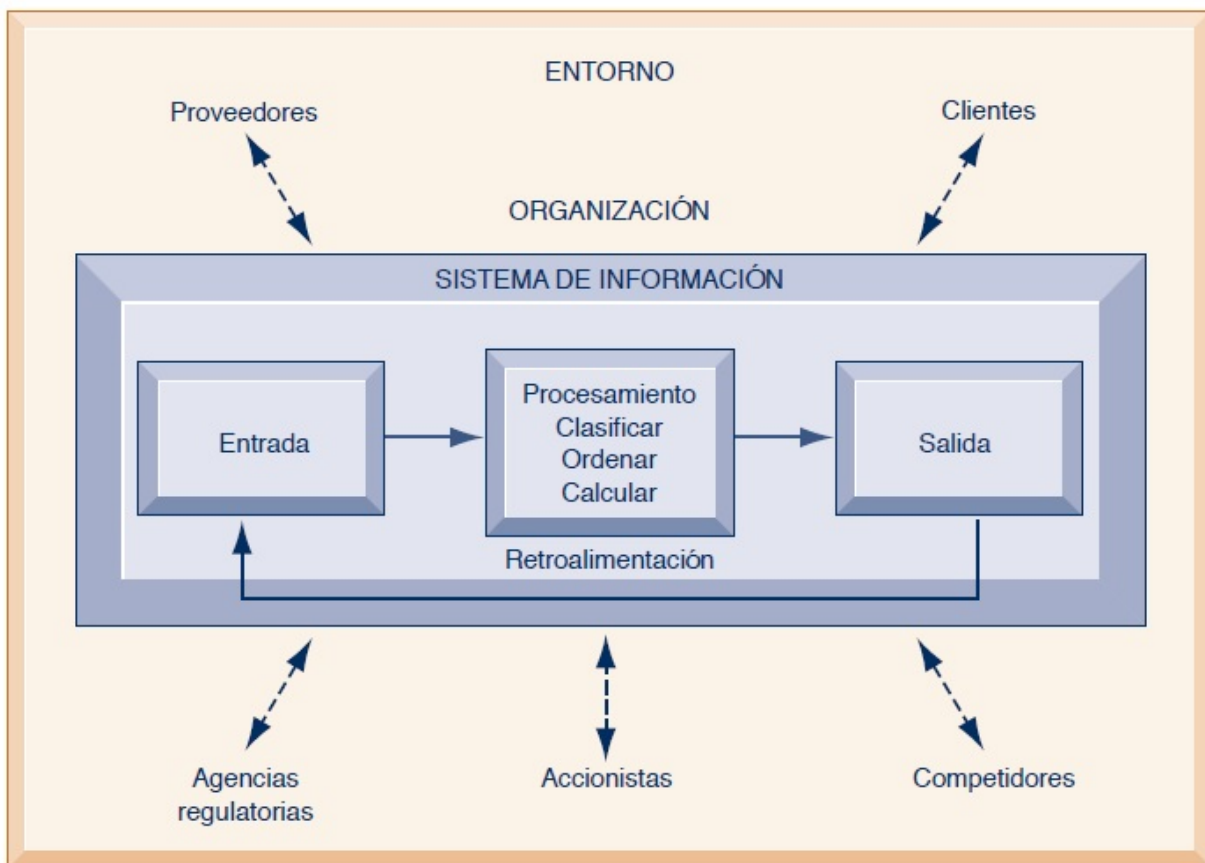 ENTORNO
Proveedores
Clientes
ORGANIZACIÓN
SISTEMA DE INFORMACIÓN
Entrada
Procesamiento
Clasificar
Ordenar
Calcular
Salida
Retroalimentación
Agencias
regulatorias
Accionistas
Competidores